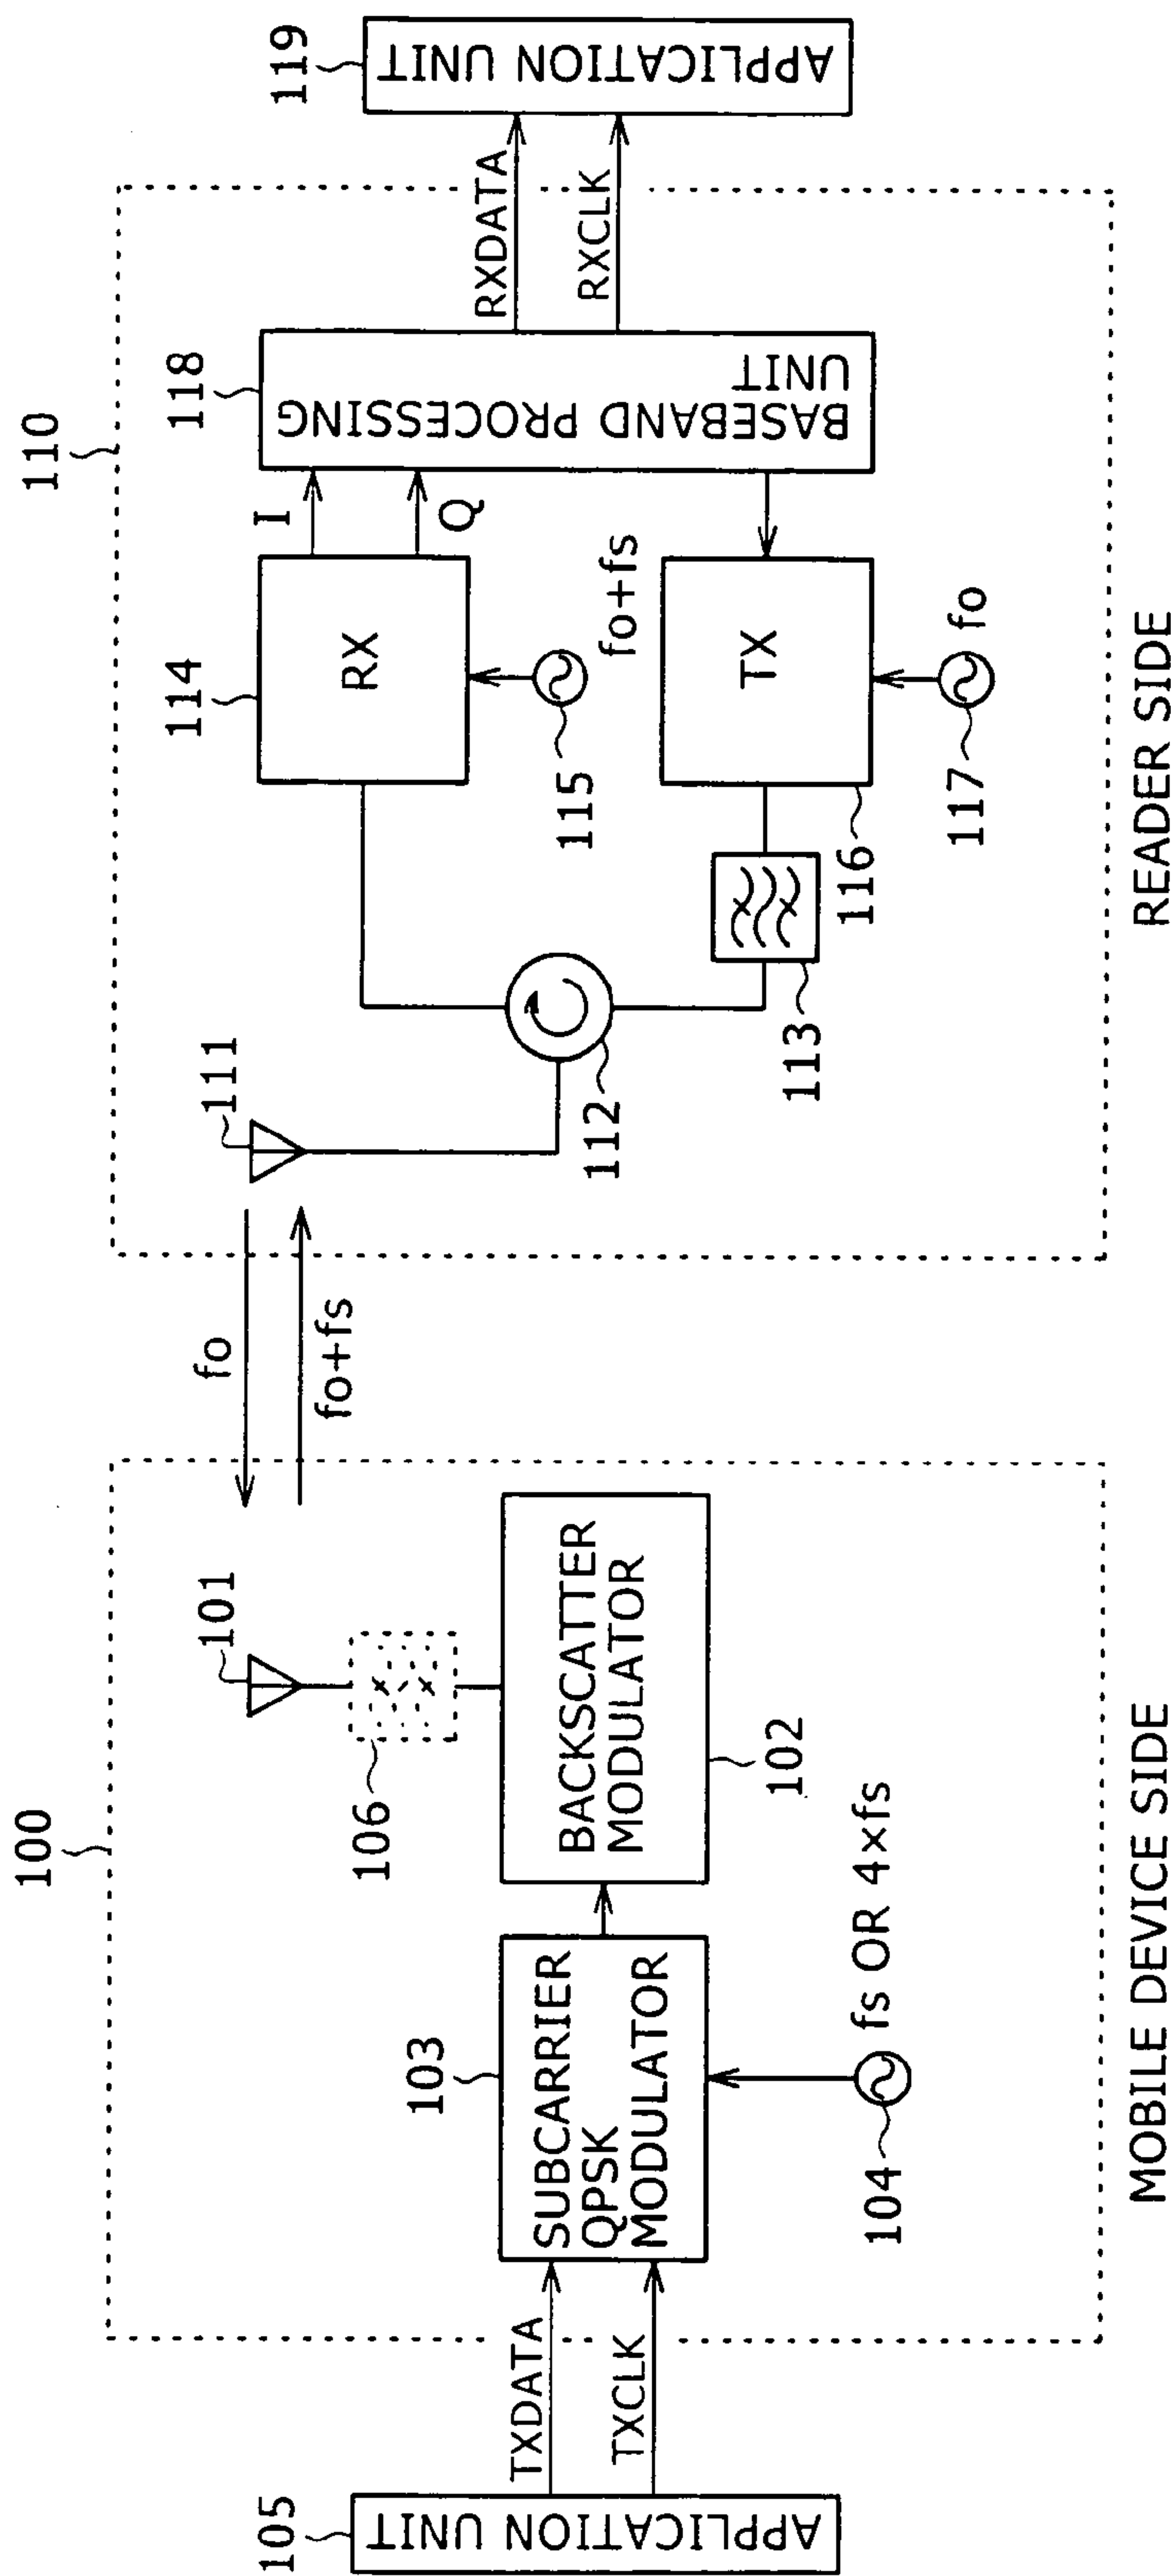 100
110
105
APPLICATION UNIT
TXDATA
TXCLK
103
SUBCARRIER
QPSK
MODULATOR
104
fs OR 4×fs
101
106
BACKSCATTER
MODULATOR
102
MOBILE DEVICE SIDE
fo
fo+fs
111
112
113
114
RX
I
Q
115
fo+fs
TX
116
117
fo
118
BASEBAND PROCESSING
UNIT
RXDATA
RXCLK
119
APPLICATION UNIT
READER SIDE